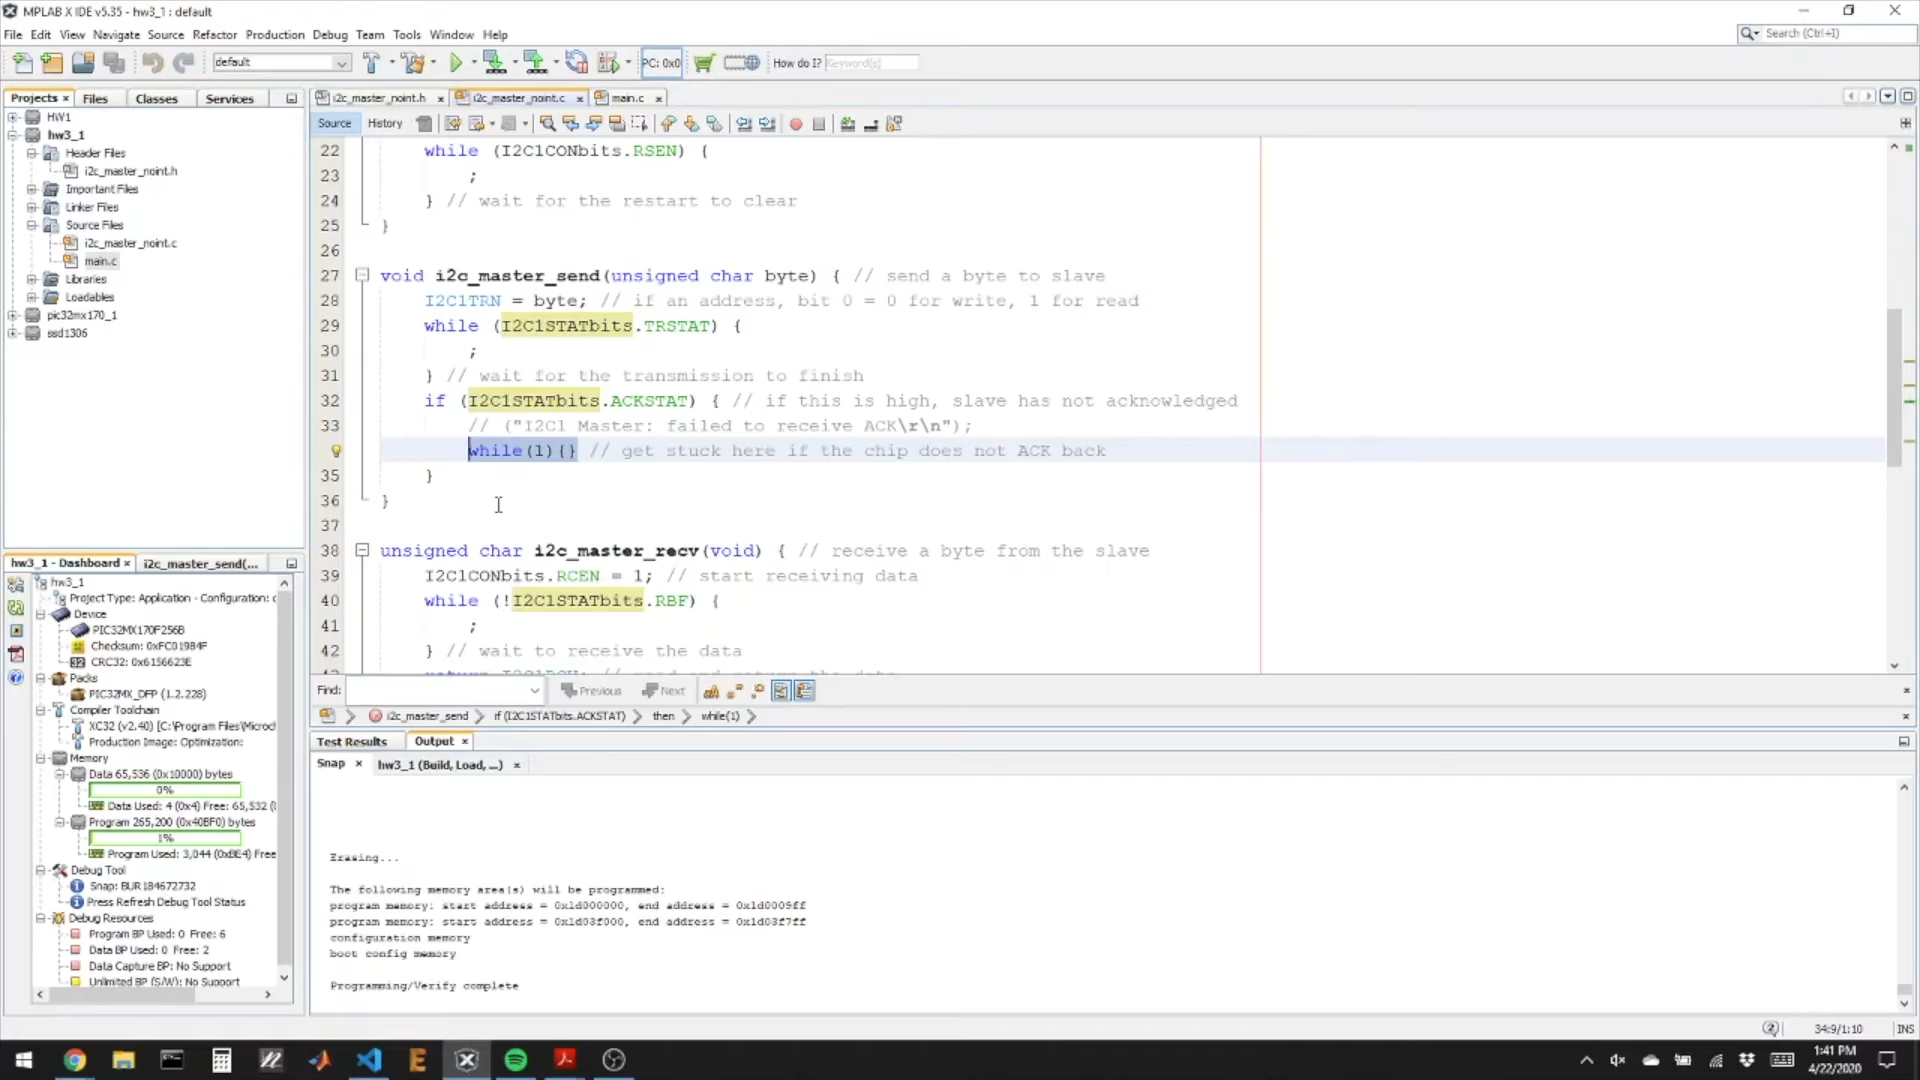 MPLAB X IDE v5.35 - hw3_1 : default
File Edit View Navigate Source Refactor Production Debug Team Tools Window Help
Search (Ctrl+I)
default
PC: 0x0
How do I? Keyword(s)
Projects × Files Classes Services
i2c_master_noint.h × i2c_master_noint.c × main.c ×
Source History
HW1
hw3_1
Header Files
i2c_master_noint.h
Important Files
Linker Files
Source Files
i2c_master_noint.c
main.c
Libraries
Loadables
pic32mx170_1
ssd1306
22 while (I2C1CONbits.RSEN) {
23 ;
24 } // wait for the restart to clear
25 }
26
27 void i2c_master_send(unsigned char byte) { // send a byte to slave
28 I2C1TRN = byte; // if an address, bit 0 = 0 for write, 1 for read
29 while (I2C1STATbits.TRSTAT) {
30 ;
31 } // wait for the transmission to finish
32 if (I2C1STATbits.ACKSTAT) { // if this is high, slave has not acknowledged
33 // ("I2C1 Master: failed to receive ACK\r\n");
while(1){} // get stuck here if the chip does not ACK back
35 }
36 }
37
38 unsigned char i2c_master_recv(void) { // receive a byte from the slave
39 I2C1CONbits.RCEN = 1; // start receiving data
40 while (!I2C1STATbits.RBF) {
41 ;
42 } // wait to receive the data
Find: Previous Next
i2c_master_send if (I2C1STATbits.ACKSTAT) then while(1)
hw3_1 - Dashboard × i2c_master_send(...
hw3_1
Project Type: Application - Configuration: c
Device
PIC32MX170F256B
Checksum: 0xFC01984F
CRC32: 0x6156623E
Packs
PIC32MX_DFP (1.2.228)
Compiler Toolchain
XC32 (v2.40) [C:\Program Files\Microch
Production Image: Optimization:
Memory
Data 65,536 (0x10000) bytes
0%
Data Used: 4 (0x4) Free: 65,532 (
Program 265,200 (0x40BF0) bytes
1%
Program Used: 3,044 (0xBE4) Free
Debug Tool
Snap: BUR184672732
Press Refresh Debug Tool Status
Debug Resources
Program BP Used: 0 Free: 6
Data BP Used: 0 Free: 2
Data Capture BP: No Support
Unlimited BP (S/W): No Support
Test Results Output ×
Snap × hw3_1 (Build, Load, ...) ×
Erasing...
The following memory area(s) will be programmed:
program memory: start address = 0x1d000000, end address = 0x1d0009ff
program memory: start address = 0x1d03f000, end address = 0x1d03f7ff
configuration memory
boot config memory
Programming/Verify complete
34:9/1:10 INS
1:41 PM
4/22/2020